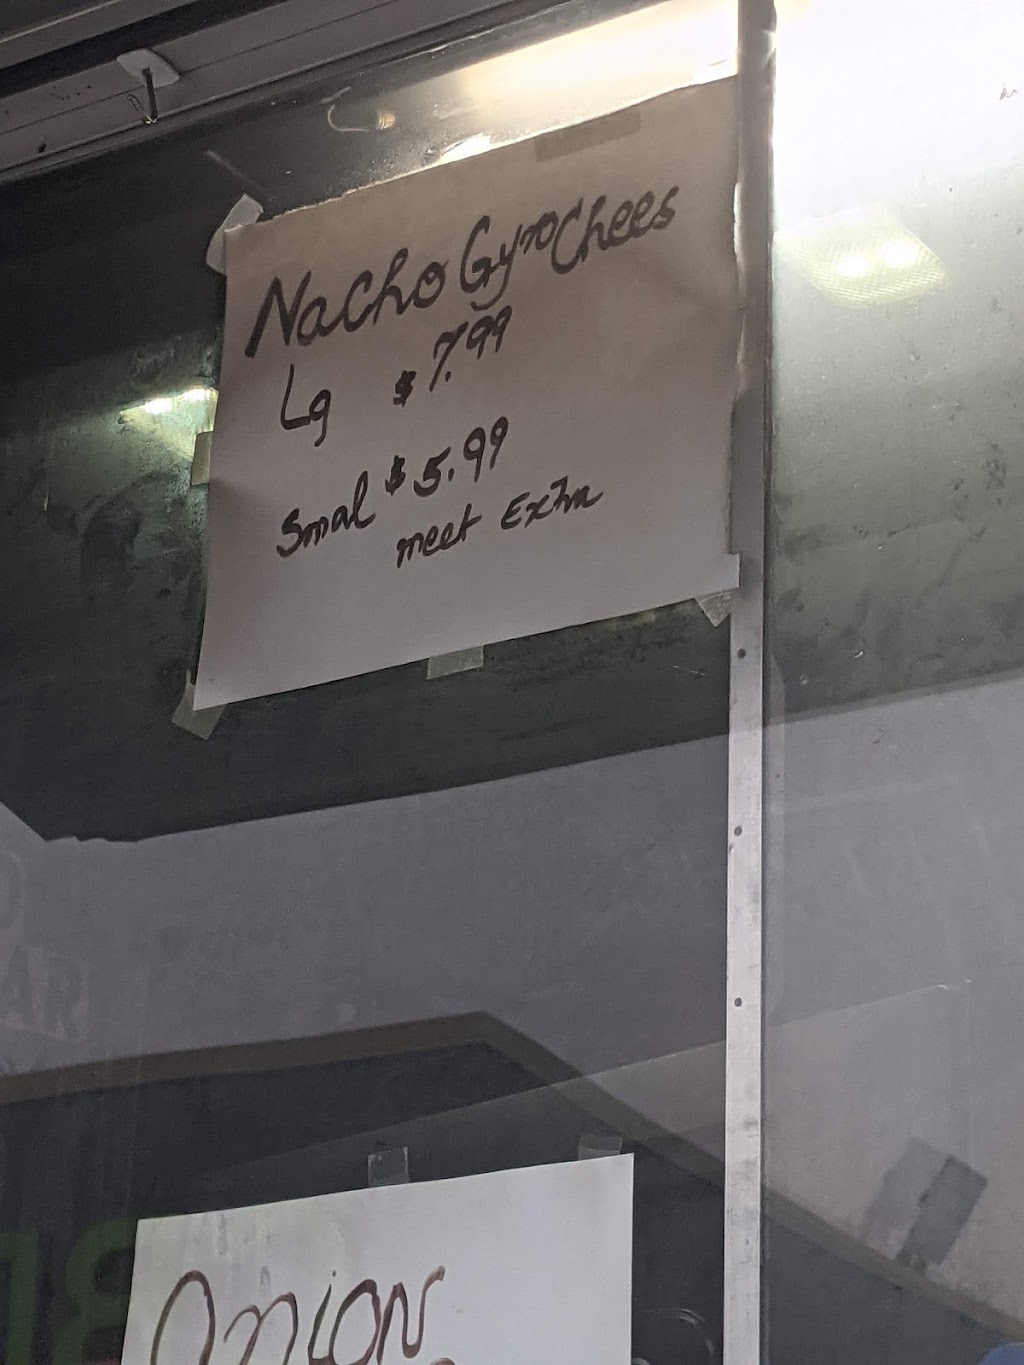 Nacho Gyro Chees
Lg $7.99
Smal $5.99
meet Extra
Onion